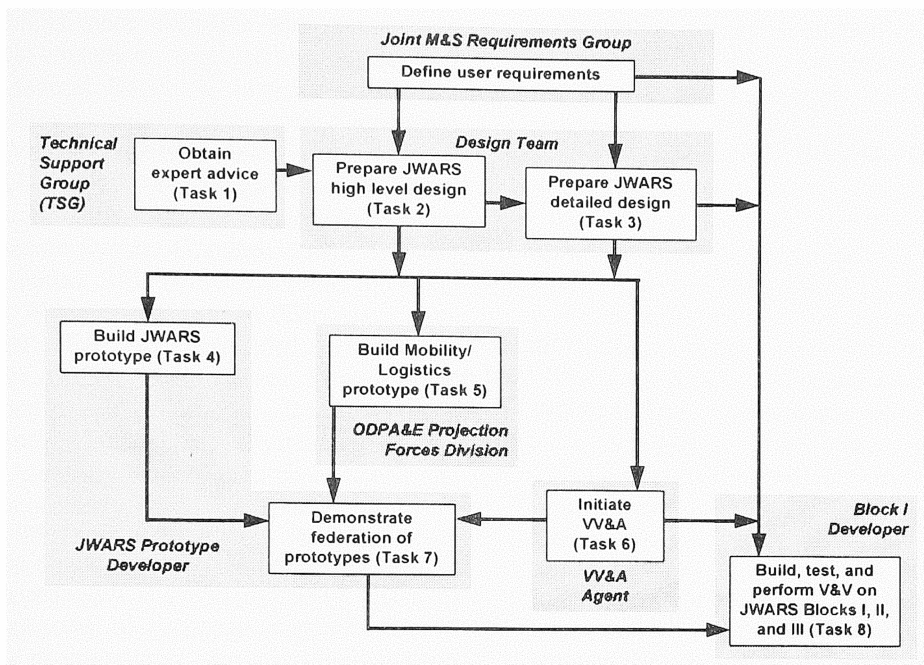 Joint M&S Requirements Group
Define user requirements
Technical
Support
Group
(TSG)
Obtain
expert advice
(Task 1)
Design Team
Prepare JWARS
high level design
(Task 2)
Prepare JWARS
detailed design
(Task 3)
Build JWARS
prototype (Task 4)
Build Mobility/
Logistics
prototype (Task 5)
ODPA&E Projection
Forces Division
Demonstrate
federation of
prototypes (Task 7)
JWARS Prototype
Developer
Initiate
VV&A
(Task 6)
VV&A
Agent
Block I
Developer
Build, test, and
perform V&V on
JWARS Blocks I, II,
and III (Task 8)